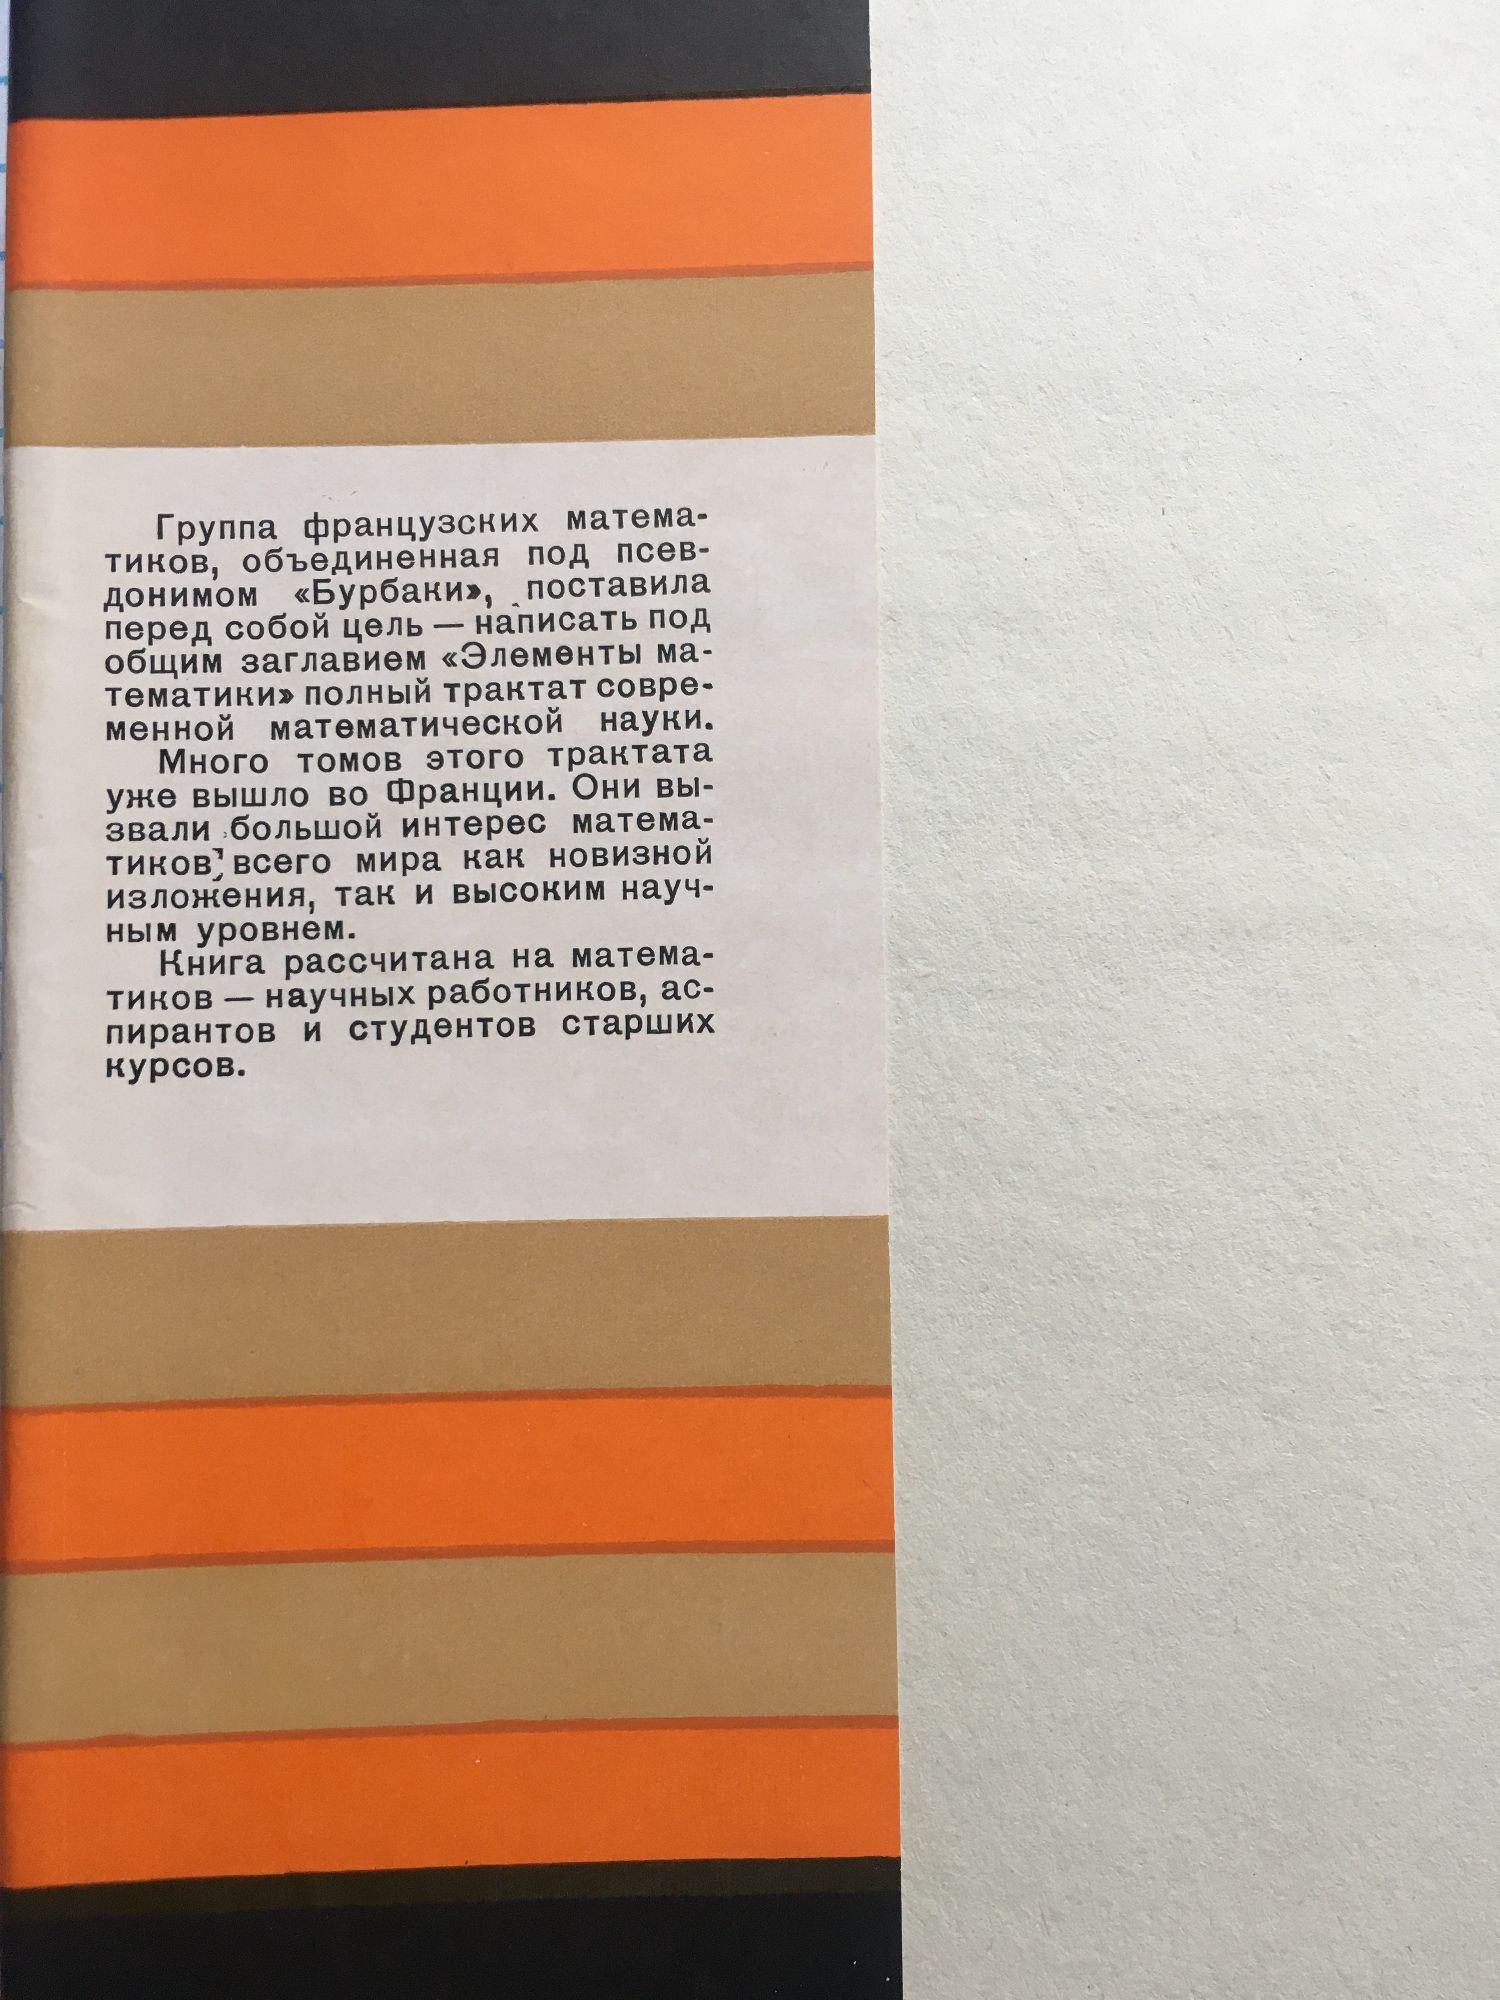 Группа французских матема-
тиков, объединенная под псев-
донимом «Бурбаки», поставила
перед собой цель — написать под
общим заглавием «Элементы ма-
тематики» полный трактат совре-
менной математической науки.
Много томов этого трактата
уже вышло во Франции. Они вы-
звали большой интерес матема-
тиков всего мира как новизной
изложения, так и высоким науч-
ным уровнем.
Книга рассчитана на матема-
тиков — научных работников, ас-
пирантов и студентов старших
курсов.